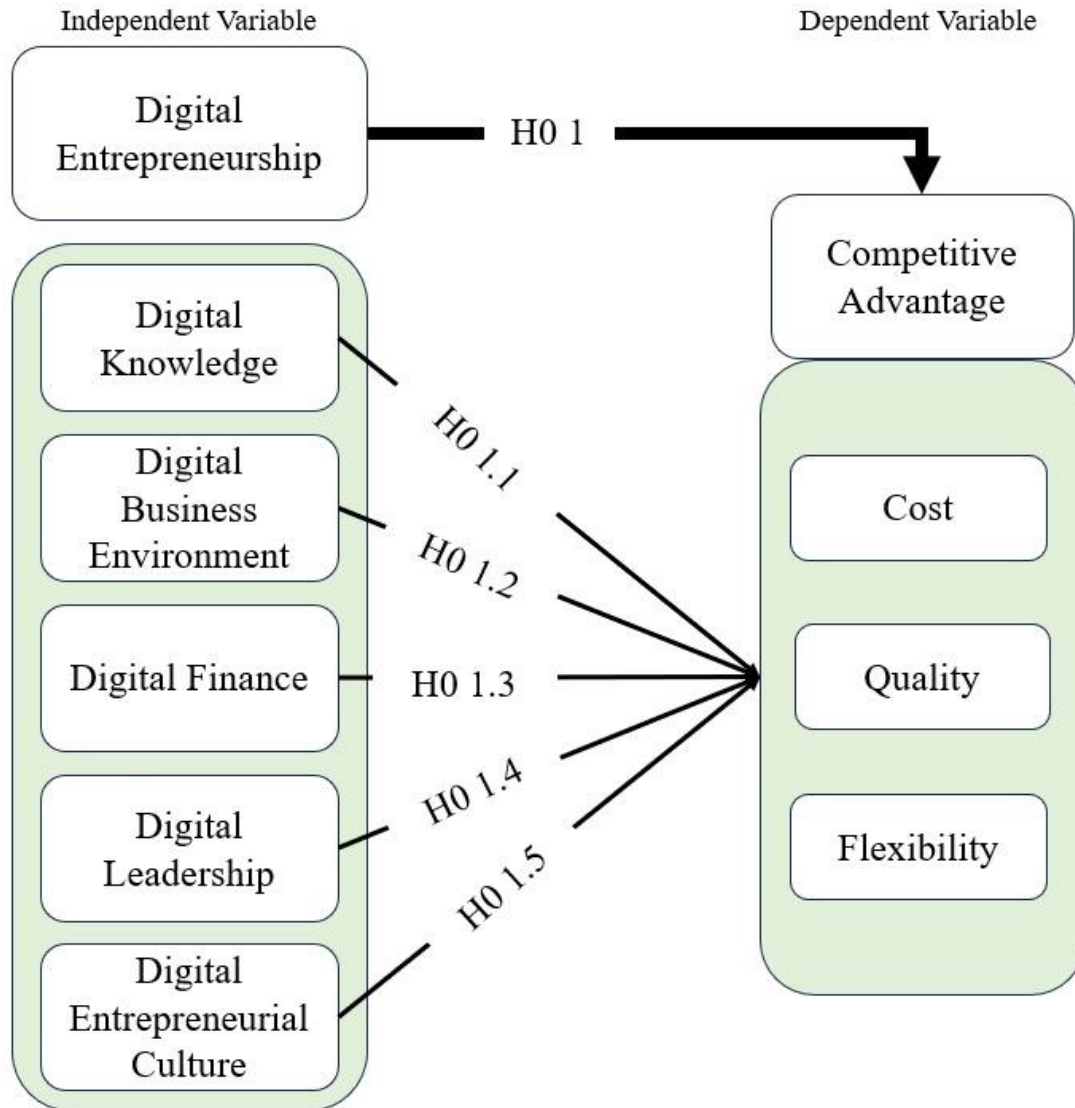 Independent Variable
Dependent Variable
Digital
Entrepreneurship
H0 1
Competitive
Advantage
Digital
Knowledge
H0 1.1
Digital
Business
Environment
H0 1.2
Cost
Digital Finance
H0 1.3
Quality
Digital
Leadership
H0 1.4
Flexibility
Digital
Entrepreneurial
Culture
H0 1.5